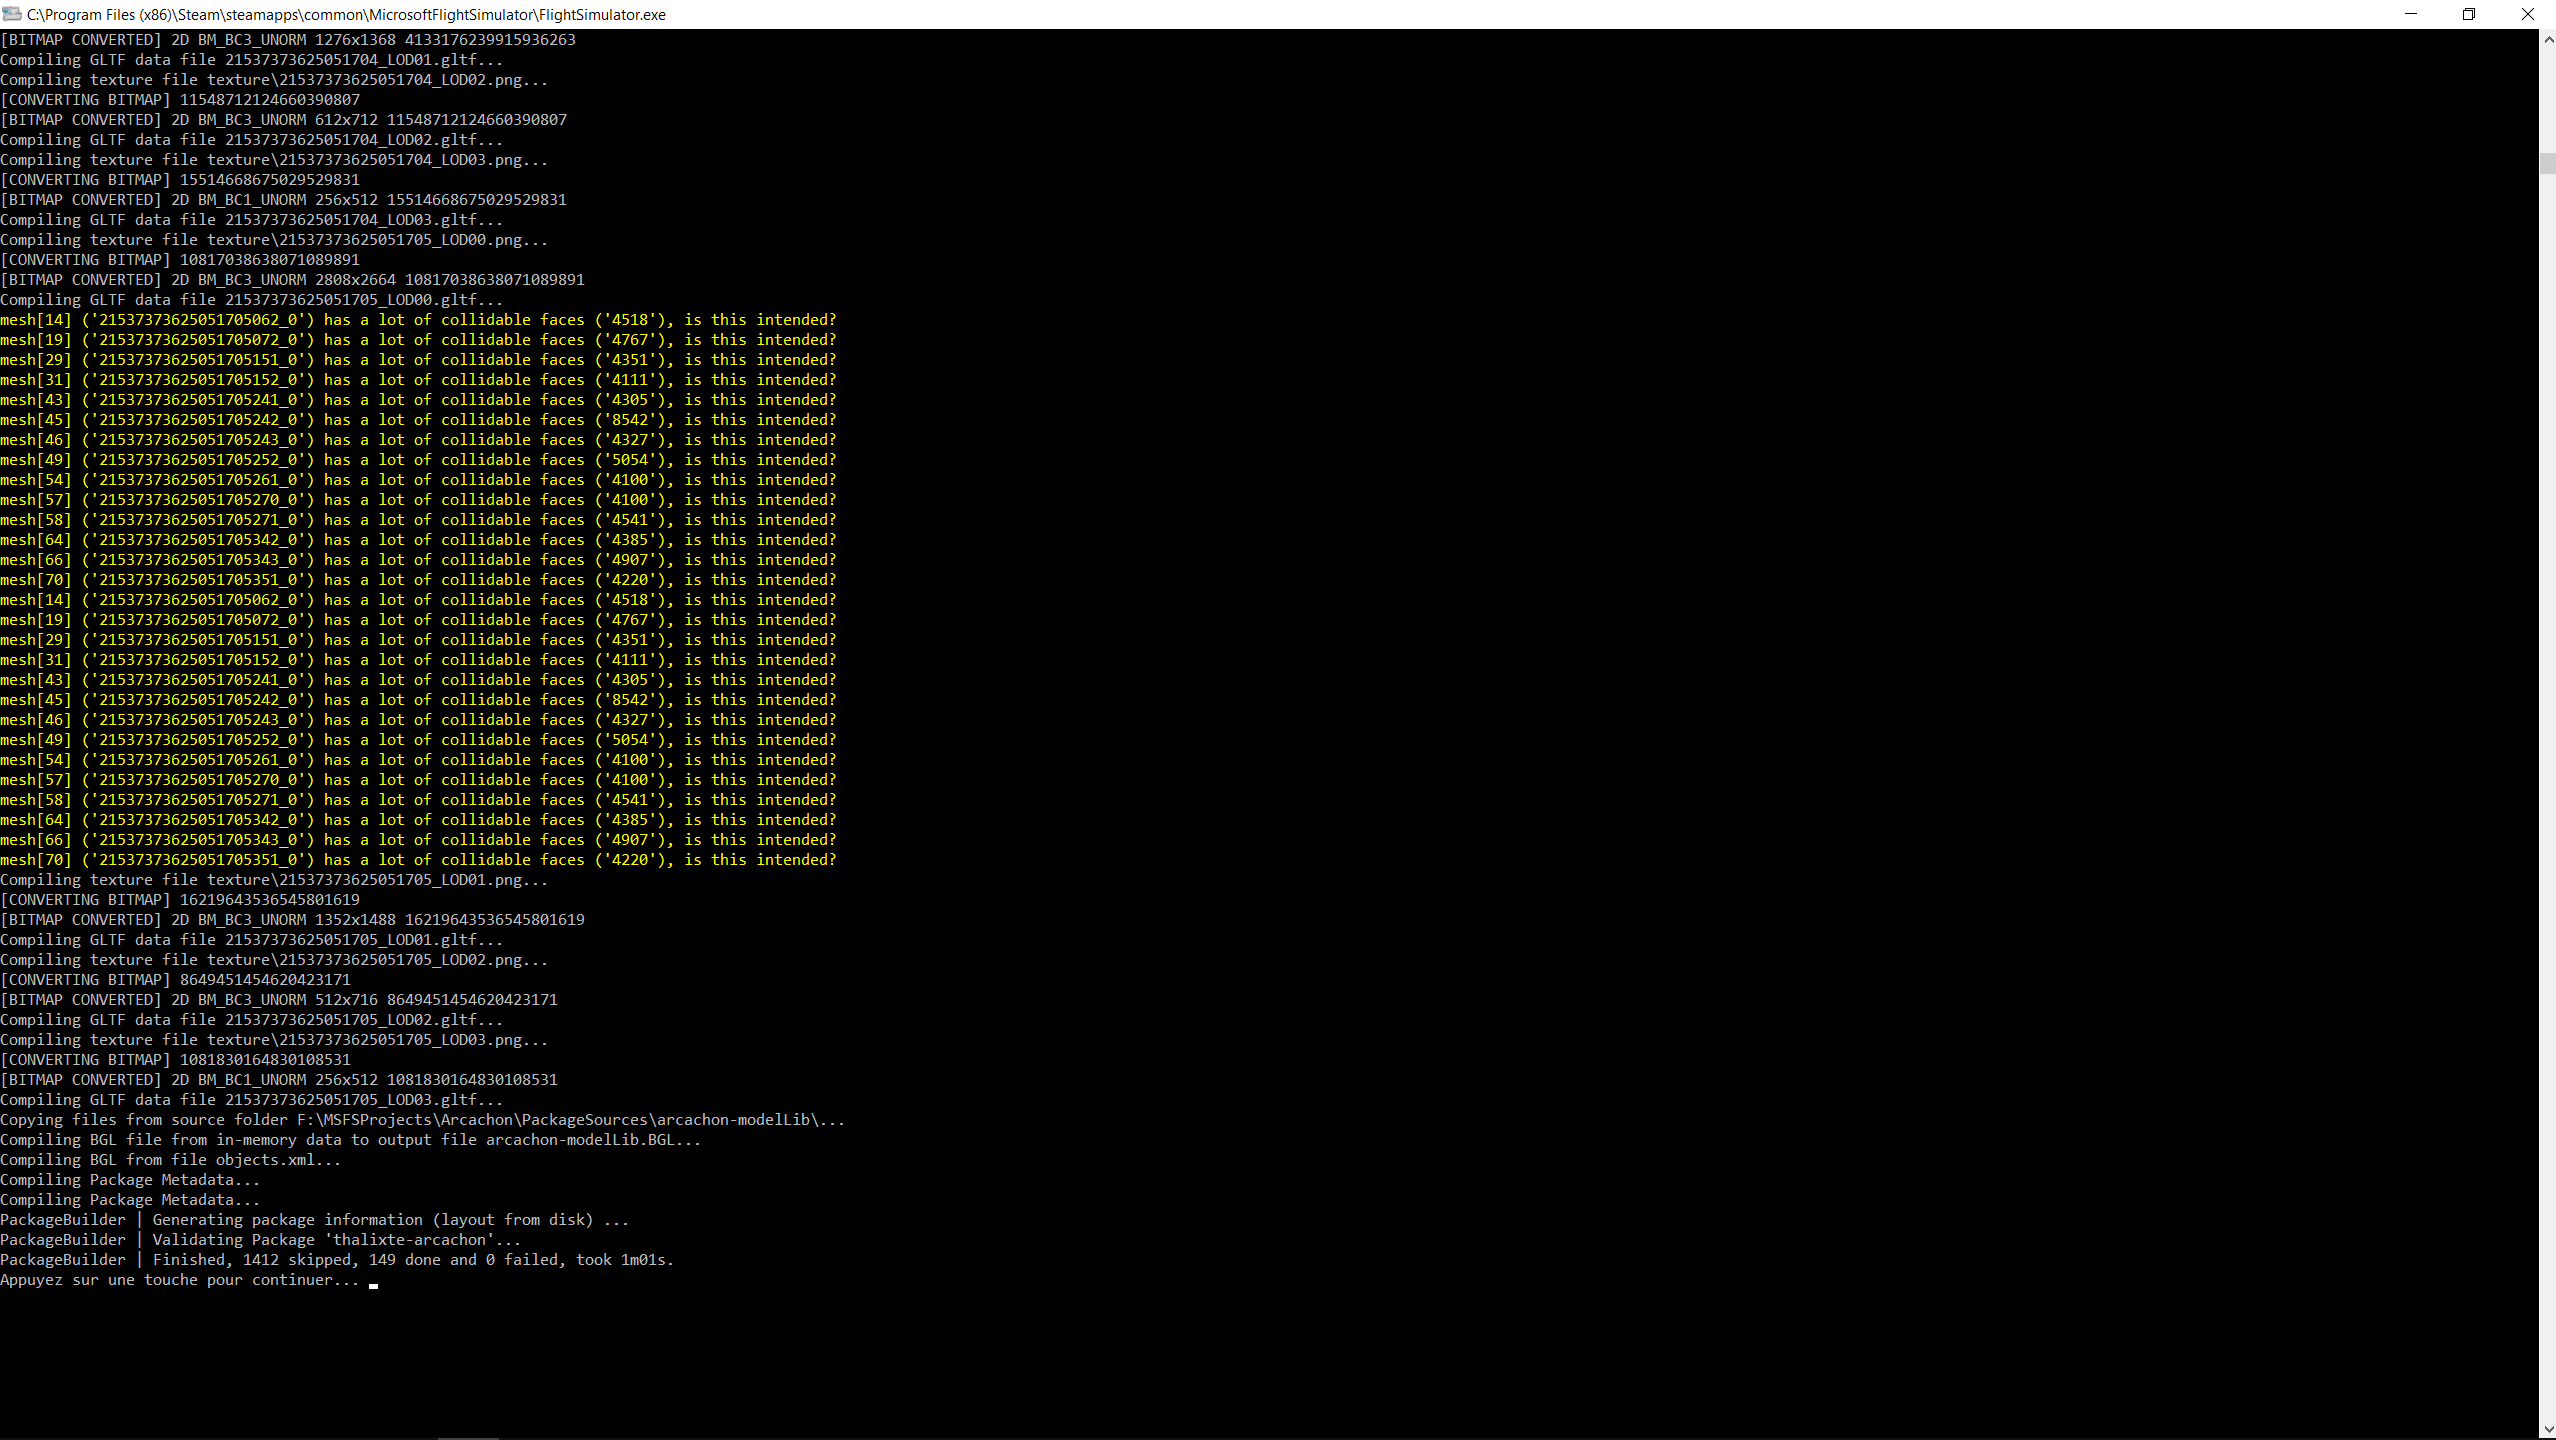 C:\Program Files (x86)\Steam\steamapps\common\MicrosoftFlightSimulator\FlightSimulator.exe
[BITMAP CONVERTED] 2D BM_BC3_UNORM 1276x1368 4133176239915936263
Compiling GLTF data file 21537373625051704_LOD01.gltf...
Compiling texture file texture\21537373625051704_LOD02.png...
[CONVERTING BITMAP] 11548712124660390807
[BITMAP CONVERTED] 2D BM_BC3_UNORM 612x712 11548712124660390807
Compiling GLTF data file 21537373625051704_LOD02.gltf...
Compiling texture file texture\21537373625051704_LOD03.png...
[CONVERTING BITMAP] 15514668675029529831
[BITMAP CONVERTED] 2D BM_BC1_UNORM 256x512 15514668675029529831
Compiling GLTF data file 21537373625051704_LOD03.gltf...
Compiling texture file texture\21537373625051705_LOD00.png...
[CONVERTING BITMAP] 10817038638071089891
[BITMAP CONVERTED] 2D BM_BC3_UNORM 2808x2664 10817038638071089891
Compiling GLTF data file 21537373625051705_LOD00.gltf...
mesh[14] ('21537373625051705062_0') has a lot of collidable faces ('4518'), is this intended?
mesh[19] ('21537373625051705072_0') has a lot of collidable faces ('4767'), is this intended?
mesh[29] ('21537373625051705151_0') has a lot of collidable faces ('4351'), is this intended?
mesh[31] ('21537373625051705152_0') has a lot of collidable faces ('4111'), is this intended?
mesh[43] ('21537373625051705241_0') has a lot of collidable faces ('4305'), is this intended?
mesh[45] ('21537373625051705242_0') has a lot of collidable faces ('8542'), is this intended?
mesh[46] ('21537373625051705243_0') has a lot of collidable faces ('4327'), is this intended?
mesh[49] ('21537373625051705252_0') has a lot of collidable faces ('5054'), is this intended?
mesh[54] ('21537373625051705261_0') has a lot of collidable faces ('4100'), is this intended?
mesh[57] ('21537373625051705270_0') has a lot of collidable faces ('4100'), is this intended?
mesh[58] ('21537373625051705271_0') has a lot of collidable faces ('4541'), is this intended?
mesh[64] ('21537373625051705342_0') has a lot of collidable faces ('4385'), is this intended?
mesh[66] ('21537373625051705343_0') has a lot of collidable faces ('4907'), is this intended?
mesh[70] ('21537373625051705351_0') has a lot of collidable faces ('4220'), is this intended?
mesh[14] ('21537373625051705062_0') has a lot of collidable faces ('4518'), is this intended?
mesh[19] ('21537373625051705072_0') has a lot of collidable faces ('4767'), is this intended?
mesh[29] ('21537373625051705151_0') has a lot of collidable faces ('4351'), is this intended?
mesh[31] ('21537373625051705152_0') has a lot of collidable faces ('4111'), is this intended?
mesh[43] ('21537373625051705241_0') has a lot of collidable faces ('4305'), is this intended?
mesh[45] ('21537373625051705242_0') has a lot of collidable faces ('8542'), is this intended?
mesh[46] ('21537373625051705243_0') has a lot of collidable faces ('4327'), is this intended?
mesh[49] ('21537373625051705252_0') has a lot of collidable faces ('5054'), is this intended?
mesh[54] ('21537373625051705261_0') has a lot of collidable faces ('4100'), is this intended?
mesh[57] ('21537373625051705270_0') has a lot of collidable faces ('4100'), is this intended?
mesh[58] ('21537373625051705271_0') has a lot of collidable faces ('4541'), is this intended?
mesh[64] ('21537373625051705342_0') has a lot of collidable faces ('4385'), is this intended?
mesh[66] ('21537373625051705343_0') has a lot of collidable faces ('4907'), is this intended?
mesh[70] ('21537373625051705351_0') has a lot of collidable faces ('4220'), is this intended?
Compiling texture file texture\21537373625051705_LOD01.png...
[CONVERTING BITMAP] 16219643536545801619
[BITMAP CONVERTED] 2D BM_BC3_UNORM 1352x1488 16219643536545801619
Compiling GLTF data file 21537373625051705_LOD01.gltf...
Compiling texture file texture\21537373625051705_LOD02.png...
[CONVERTING BITMAP] 8649451454620423171
[BITMAP CONVERTED] 2D BM_BC3_UNORM 512x716 8649451454620423171
Compiling GLTF data file 21537373625051705_LOD02.gltf...
Compiling texture file texture\21537373625051705_LOD03.png...
[CONVERTING BITMAP] 1081830164830108531
[BITMAP CONVERTED] 2D BM_BC1_UNORM 256x512 1081830164830108531
Compiling GLTF data file 21537373625051705_LOD03.gltf...
Copying files from source folder F:\MSFSProjects\Arcachon\PackageSources\arcachon-modelLib\...
Compiling BGL file from in-memory data to output file arcachon-modelLib.BGL...
Compiling BGL from file objects.xml...
Compiling Package Metadata...
Compiling Package Metadata...
PackageBuilder | Generating package information (layout from disk) ...
PackageBuilder | Validating Package 'thalixte-arcachon'...
PackageBuilder | Finished, 1412 skipped, 149 done and 0 failed, took 1m01s.
Appuyez sur une touche pour continuer...